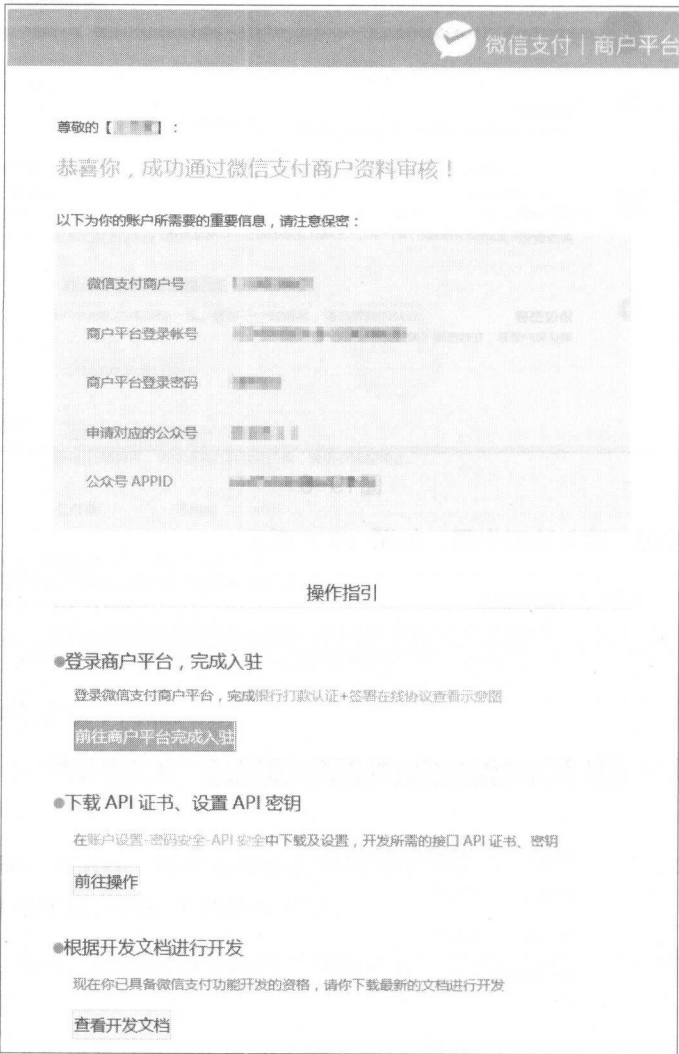 微信支付 | 商户平台
尊敬的【】:
恭喜你，成功通过微信支付商户资料审核！
以下为你的账户所需要的重要信息，请注意保密：
微信支付商户号
商户平台登录帐号
商户平台登录密码
申请对应的公众号
公众号 APPID
操作指引
●登录商户平台，完成入驻
登录微信支付商户平台，完成银行打款认证+签署在线协议查看示意图
前往商户平台完成入驻
●下载 API 证书、设置 API 密钥
在账户设置-密码安全-API 安全中下载及设置，开发所需的接口 API 证书、密钥
前往操作
●根据开发文档进行开发
现在你已具备微信支付功能开发的资格，请你下载最新的文档进行开发
查看开发文档